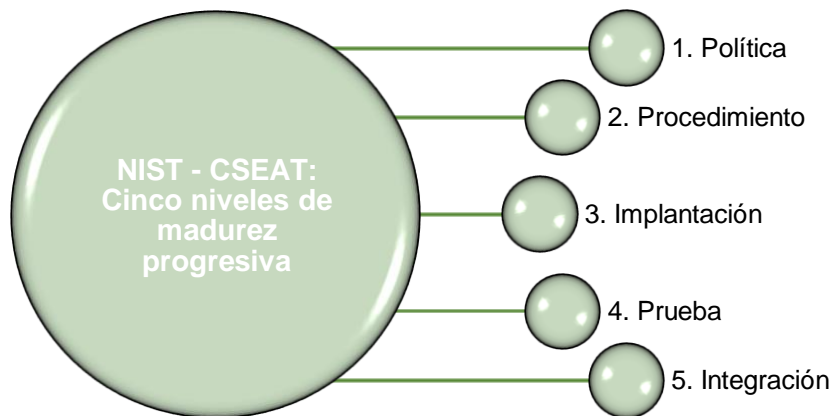 NIST - CSEAT:
Cinco niveles de
madurez
progresiva
1. Política
2. Procedimiento
3. Implantación
4. Prueba
5. Integración